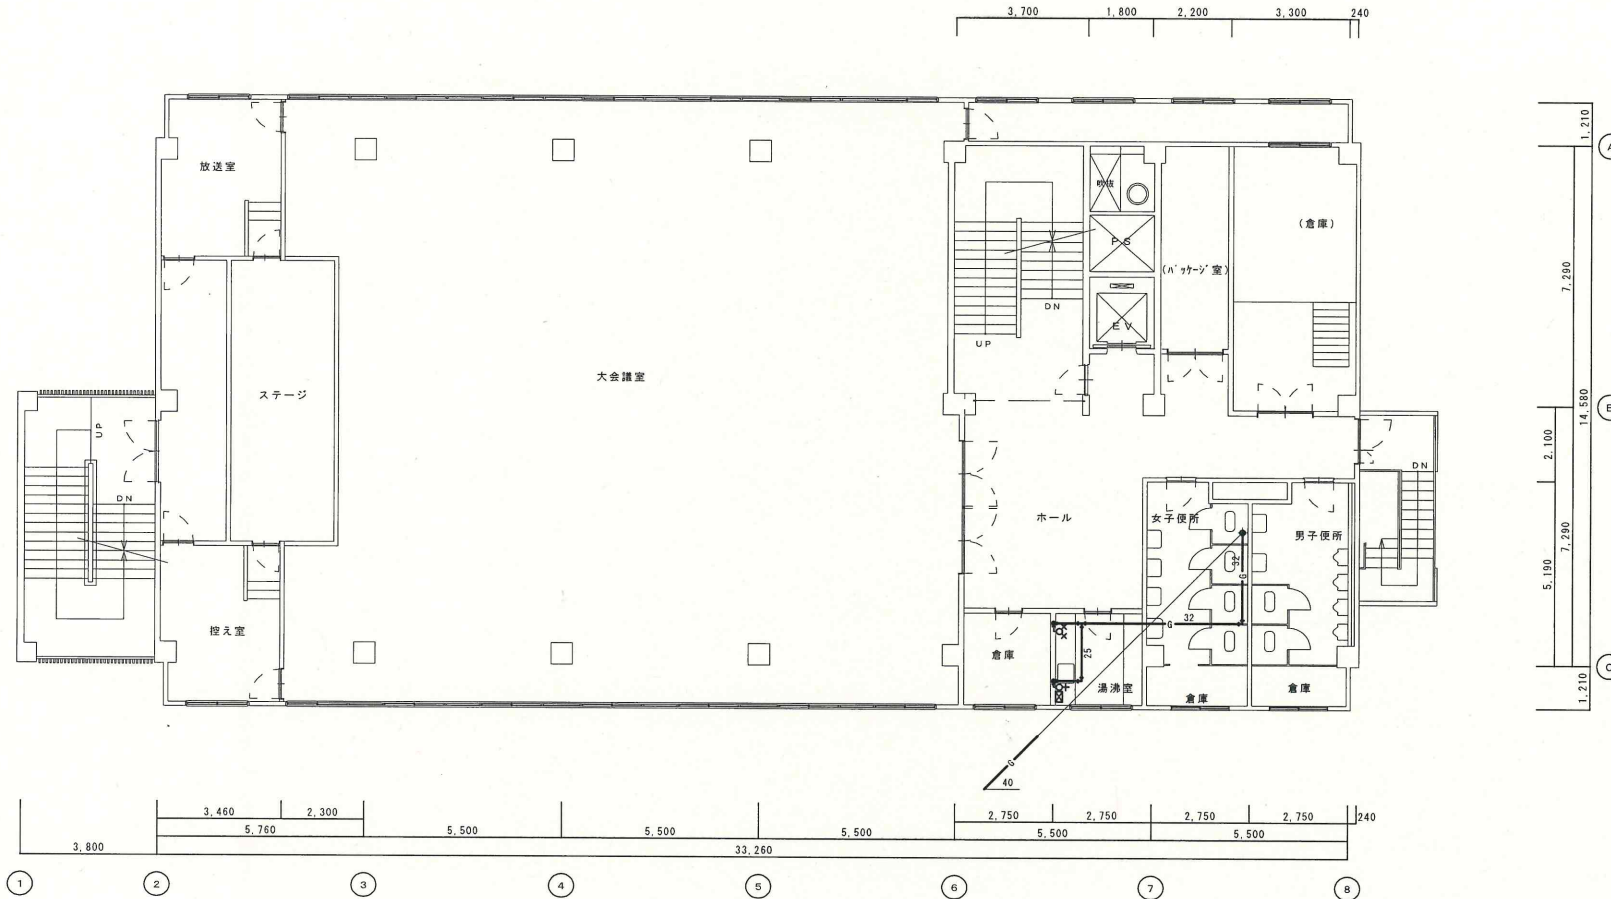 3,700
1,800
2,200
3,300
240
1,210
A
放送室
吹抜
(倉庫)
PS
(パッケージ室)
7,290
DN
EV
UP
大会議室
ステージ
14,580
B
UP
2,100
DN
DN
ホール
女子便所
男子便所
7,290
32
G
5,190
控え室
G
32
倉庫
25
湯沸室
倉庫
倉庫
C
1,210
G
40
3,460
2,300
2,750
2,750
2,750
2,750
240
5,760
5,500
5,500
5,500
5,500
5,500
3,800
33,260
1
2
3
4
5
6
7
8